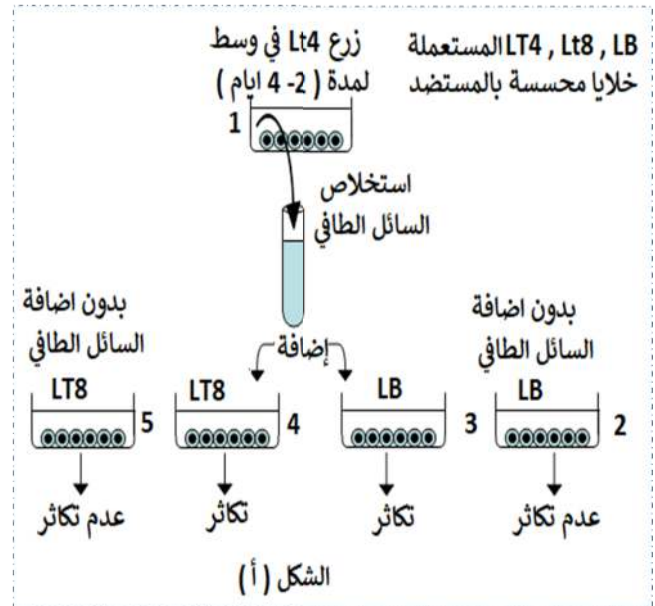 LT4 , Lt8 , LB المستعملة
خلايا محسسة بالمستضد
زرع Lt4 في وسط
لمدة ( 2- 4 ايام )
1
استخلاص
السائل الطافي
إضافة
بدون اضافة
السائل الطافي
بدون اضافة
السائل الطافي
LB
2
LB
3
LT8
4
LT8
5
عدم تكاثر
تكاثر
تكاثر
عدم تكاثر
الشكل ( أ )